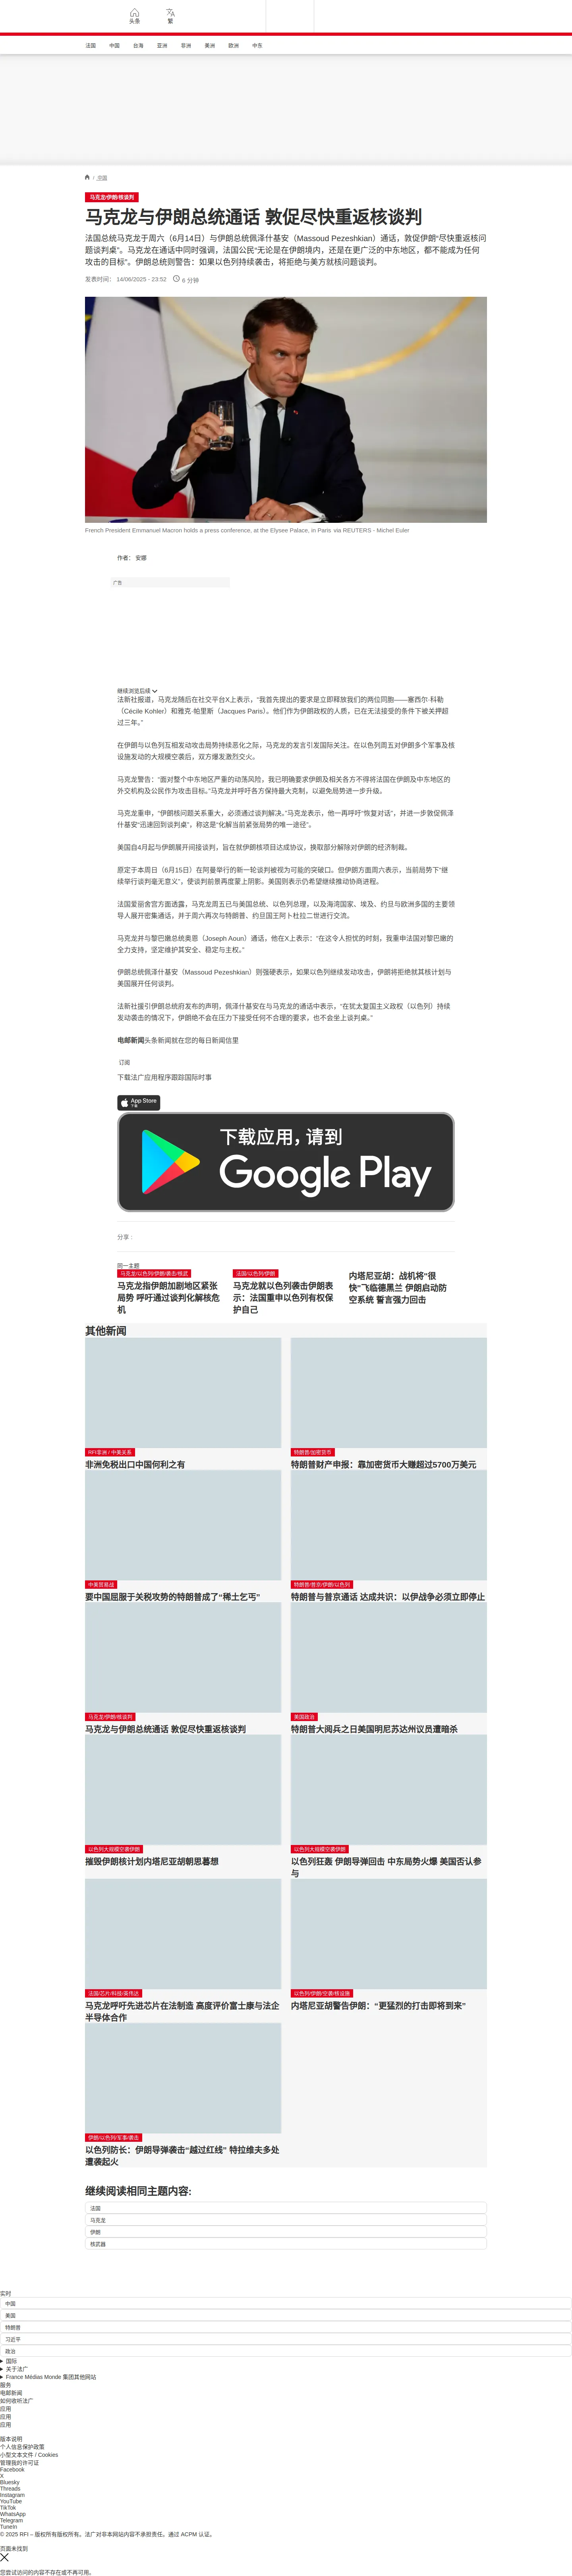 头条
繁
法国
中国
台海
亚洲
非洲
美洲
欧洲
中东
/ 中国
马克龙/伊朗/核谈判
马克龙与伊朗总统通话 敦促尽快重返核谈判
法国总统马克龙于周六（6月14日）与伊朗总统佩泽什基安（Massoud Pezeshkian）通话，敦促伊朗“尽快重返核问
题谈判桌”。马克龙在通话中同时强调，法国公民“无论是在伊朗境内，还是在更广泛的中东地区，都不能成为任何
攻击的目标”。伊朗总统则警告：如果以色列持续袭击，将拒绝与美方就核问题谈判。
发表时间： 14/06/2025 - 23:52 6 分钟
French President Emmanuel Macron holds a press conference, at the Elysee Palace, in Paris via REUTERS - Michel Euler
作者： 安娜
广告
继续浏览后续
法新社报道，马克龙随后在社交平台X上表示，“我首先提出的要求是立即释放我们的两位同胞——塞西尔·科勒
（Cécile Kohler）和雅克·帕里斯（Jacques Paris）。他们作为伊朗政权的人质，已在无法接受的条件下被关押超
过三年。”
在伊朗与以色列互相发动攻击局势持续恶化之际，马克龙的发言引发国际关注。在以色列周五对伊朗多个军事及核
设施发动的大规模空袭后，双方爆发激烈交火。
马克龙警告：“面对整个中东地区严重的动荡风险，我已明确要求伊朗及相关各方不得将法国在伊朗及中东地区的
外交机构及公民作为攻击目标。”马克龙并呼吁各方保持最大克制，以避免局势进一步升级。
马克龙重申，“伊朗核问题关系重大，必须通过谈判解决。”马克龙表示，他一再呼吁“恢复对话”，并进一步敦促佩泽
什基安“迅速回到谈判桌”，称这是“化解当前紧张局势的唯一途径”。
美国自4月起与伊朗展开间接谈判，旨在就伊朗核项目达成协议，换取部分解除对伊朗的经济制裁。
原定于本周日（6月15日）在阿曼举行的新一轮谈判被视为可能的突破口。但伊朗方面周六表示，当前局势下“继
续举行谈判毫无意义”，使谈判前景再度蒙上阴影。美国则表示仍希望继续推动协商进程。
法国爱丽舍宫方面透露，马克龙周五已与美国总统、以色列总理，以及海湾国家、埃及、约旦与欧洲多国的主要领
导人展开密集通话，并于周六再次与特朗普、约旦国王阿卜杜拉二世进行交流。
马克龙并与黎巴嫩总统奥恩（Joseph Aoun）通话，他在X上表示：“在这令人担忧的时刻，我重申法国对黎巴嫩的
全力支持，坚定维护其安全、稳定与主权。”
伊朗总统佩泽什基安（Massoud Pezeshkian）则强硬表示，如果以色列继续发动攻击，伊朗将拒绝就其核计划与
美国展开任何谈判。
法新社援引伊朗总统府发布的声明，佩泽什基安在与马克龙的通话中表示，“在犹太复国主义政权（以色列）持续
发动袭击的情况下，伊朗绝不会在压力下接受任何不合理的要求，也不会坐上谈判桌。”
电邮新闻头条新闻就在您的每日新闻信里
订阅
下载法广应用程序跟踪国际时事
App Store
下载
下载应用，请到
Google Play
分享 :
同一主题
马克龙/以色列/伊朗/袭击/核武
马克龙指伊朗加剧地区紧张
局势 呼吁通过谈判化解核危
机
法国/以色列/伊朗
马克龙就以色列袭击伊朗表
示：法国重申以色列有权保
护自己
内塔尼亚胡：战机将“很
快”飞临德黑兰 伊朗启动防
空系统 誓言强力回击
其他新闻
RFI非洲 / 中美关系
非洲免税出口中国何利之有
特朗普/加密货币
特朗普财产申报：靠加密货币大赚超过5700万美元
中美贸易战
要中国屈服于关税攻势的特朗普成了“稀土乞丐”
特朗普/普京/伊朗/以色列
特朗普与普京通话 达成共识：以伊战争必须立即停止
马克龙/伊朗/核谈判
马克龙与伊朗总统通话 敦促尽快重返核谈判
美国政治
特朗普大阅兵之日美国明尼苏达州议员遭暗杀
以色列大规模空袭伊朗
摧毁伊朗核计划内塔尼亚胡朝思暮想
以色列大规模空袭伊朗
以色列狂轰 伊朗导弹回击 中东局势火爆 美国否认参
与
法国/芯片/科技/英伟达
马克龙呼吁先进芯片在法制造 高度评价富士康与法企
半导体合作
以色列/伊朗/空袭/核设施
内塔尼亚胡警告伊朗：“更猛烈的打击即将到来”
伊朗/以色列/军事/袭击
以色列防长：伊朗导弹袭击“越过红线” 特拉维夫多处
遭袭起火
继续阅读相同主题内容:
法国
马克龙
伊朗
核武器
实时
中国
美国
特朗普
习近平
政治
国际
关于法广
France Médias Monde 集团其他网站
服务
电邮新闻
如何收听法广
应用
应用
应用
版本说明
个人信息保护政策
小型文本文件 / Cookies
管理我的许可证
Facebook
X
Bluesky
Threads
Instagram
YouTube
TikTok
WhatsApp
Telegram
TuneIn
© 2025 RFI – 版权所有版权所有。法广对非本网站内容不承担责任。通过 ACPM 认证。
页面未找到
您尝试访问的内容不存在或不再可用。